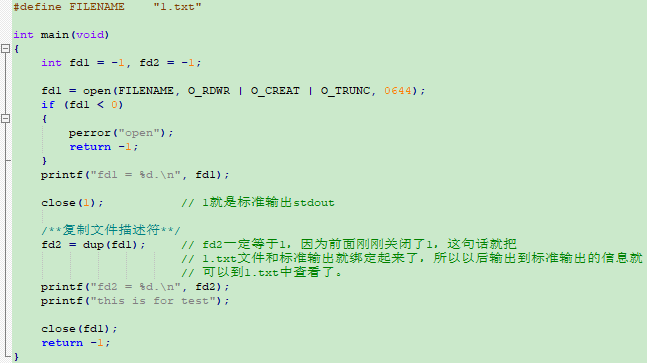 #define FILENAME    "1.txt"
int main(void)
{
    int fd1 = -1, fd2 = -1;
    fd1 = open(FILENAME, O_RDWR | O_CREAT | O_TRUNC, 0644);
    if (fd1 < 0)
    {
        perror("open");
        return -1;
    }
    printf("fd1 = %d.\n", fd1);
    close(1);           // 1就是标准输出stdout
    /**复制文件描述符**/
    fd2 = dup(fd1);     // fd2一定等于1，因为前面刚刚关闭了1，这句话就把
                        // 1.txt文件和标准输出就绑定起来了，所以以后输出到标准输出的信息就
                        // 可以到1.txt中查看了。
    printf("fd2 = %d.\n", fd2);
    printf("this is for test");
    close(fd1);
    return -1;
}